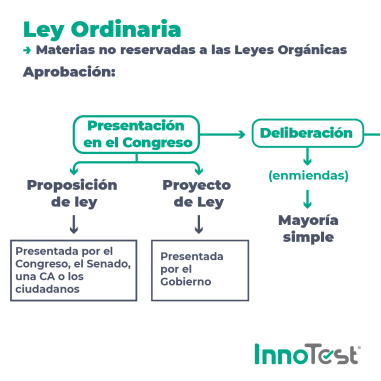 Ley Ordinaria
→ Materias no reservadas a las Leyes Orgánicas
Aprobación:
Presentación
en el Congreso
Deliberación
(enmiendas)
Mayoría
simple
Proposición
de ley
Proyecto
de Ley
Presentada por el
Congreso, el Senado,
una CA o los
ciudadanos
Presentada
por el
Gobierno
InnoTest